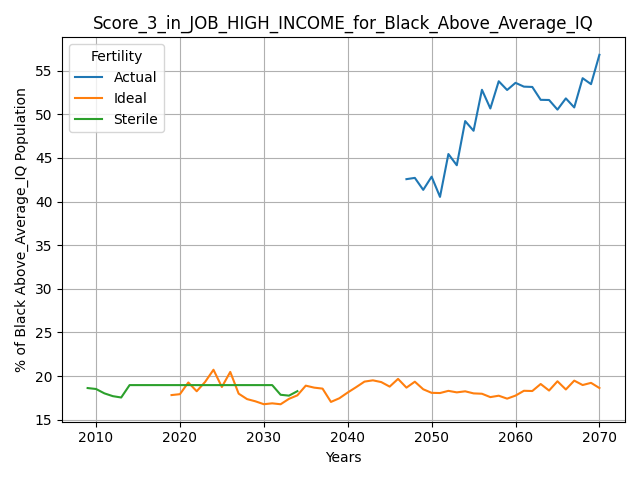 Score_3_in_JOB_HIGH_INCOME_for_Black_Above_Average_IQ
Fertility
Actual
Ideal
Sterile
% of Black Above_Average_IQ Population
55
50
45
40
35
30
25
20
15
2010 2020 2030 2040 2050 2060 2070
Years